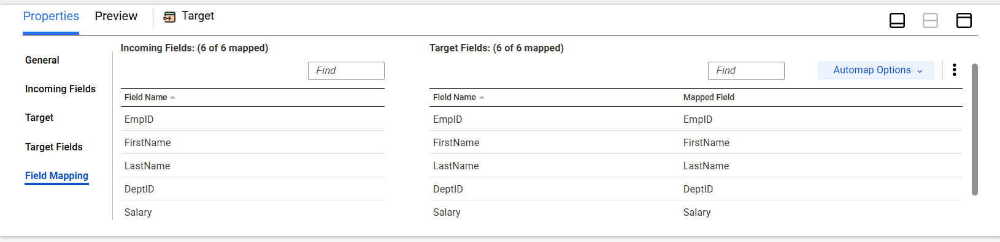 Properties Preview Target
General
Incoming Fields
Target
Target Fields
Field Mapping
Incoming Fields: (6 of 6 mapped)
Find
Field Name
EmpID
FirstName
LastName
DeptID
Salary
Target Fields: (6 of 6 mapped)
Find Automap Options
Field Name Mapped Field
EmpID EmpID
FirstName FirstName
LastName LastName
DeptID DeptID
Salary Salary